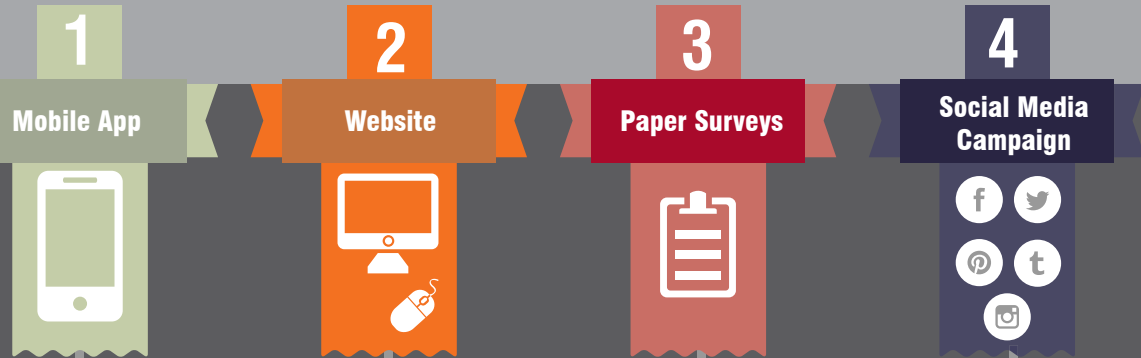 1
Mobile App
2
Website
3
Paper Surveys
4
Social Media
Campaign